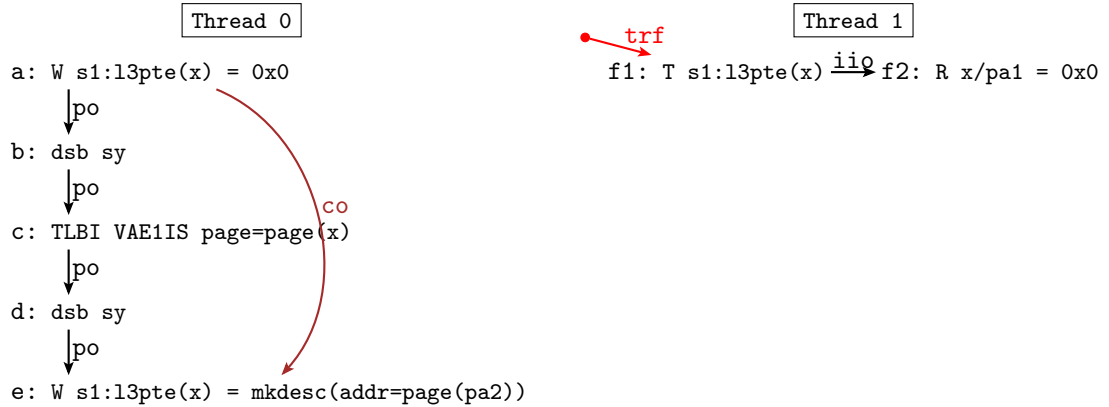 Thread 0
a: W s1:l3pte(x) = 0x0
po
b: dsb sy
po
c: TLBI VAE1IS page=page(x)
po
d: dsb sy
po
e: W s1:l3pte(x) = mkdesc(addr=page(pa2))
co
Thread 1
trf
f1: T s1:l3pte(x)
iio
f2: R x/pa1 = 0x0